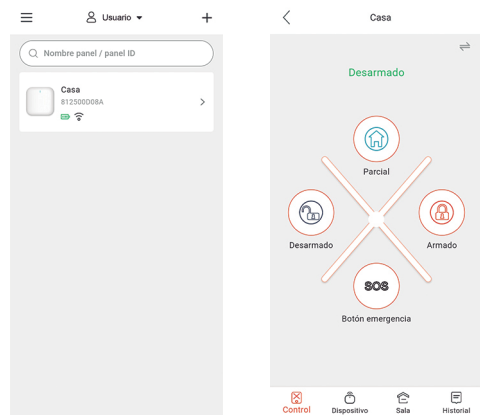 Usuario
Nombre panel / panel ID
Casa
812500D08A
Casa
Desarmado
Parcial
Desarmado
Armado
SOS
Botón emergencia
Control
Dispositivo
Sala
Historial